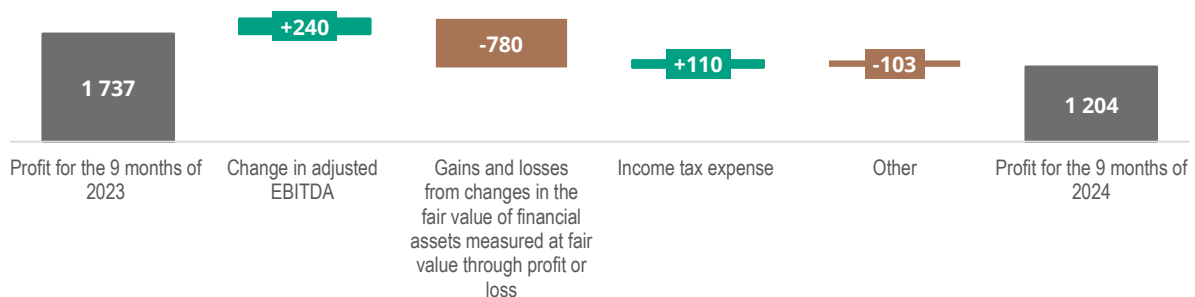 +240
-780
1 737
+110
-103
1 204
Profit for the 9 months of
2023
Change in adjusted
EBITDA
Gains and losses
from changes in the
fair value of financial
assets measured at fair
value through profit or
loss
Income tax expense
Other
Profit for the 9 months of
2024